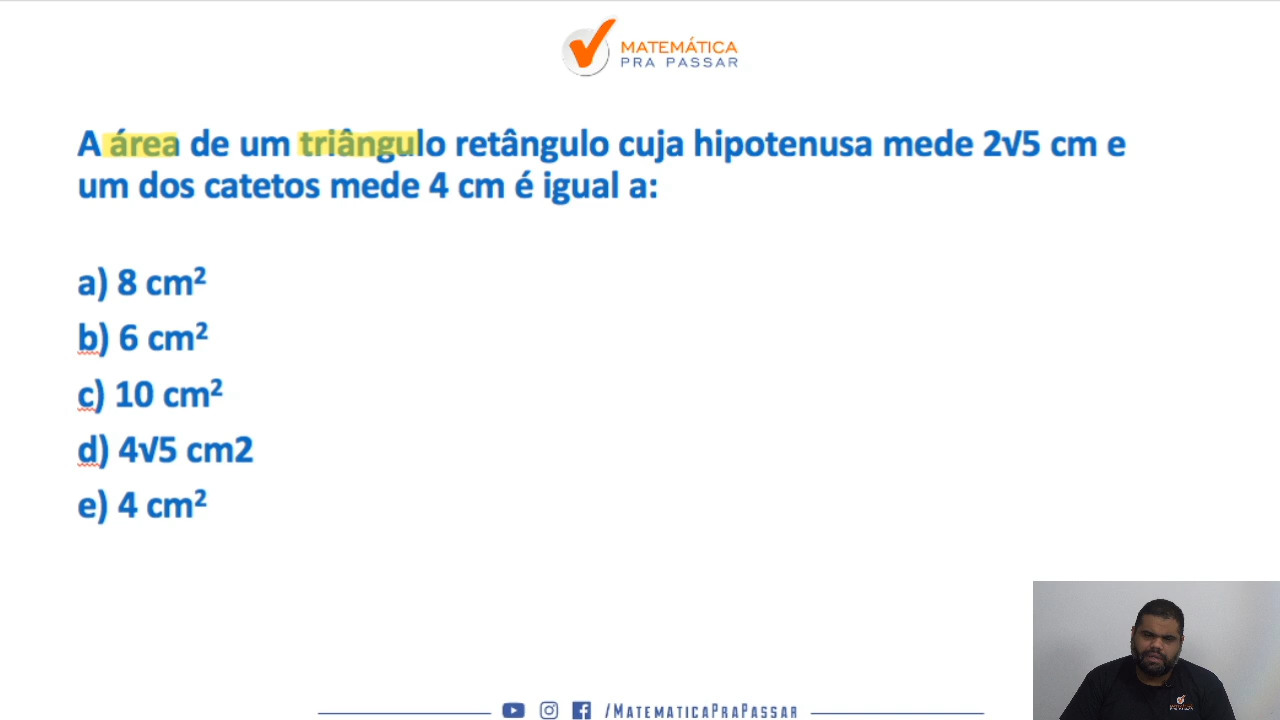 MATEMÁTICA
PRA PASSAR
A área de um triângulo retângulo cuja hipotenusa mede 2√5 cm e
um dos catetos mede 4 cm é igual a:
a) 8 cm²
b) 6 cm²
c) 10 cm²
d) 4√5 cm2
e) 4 cm²
/MATEMATICAPRAPASSAR